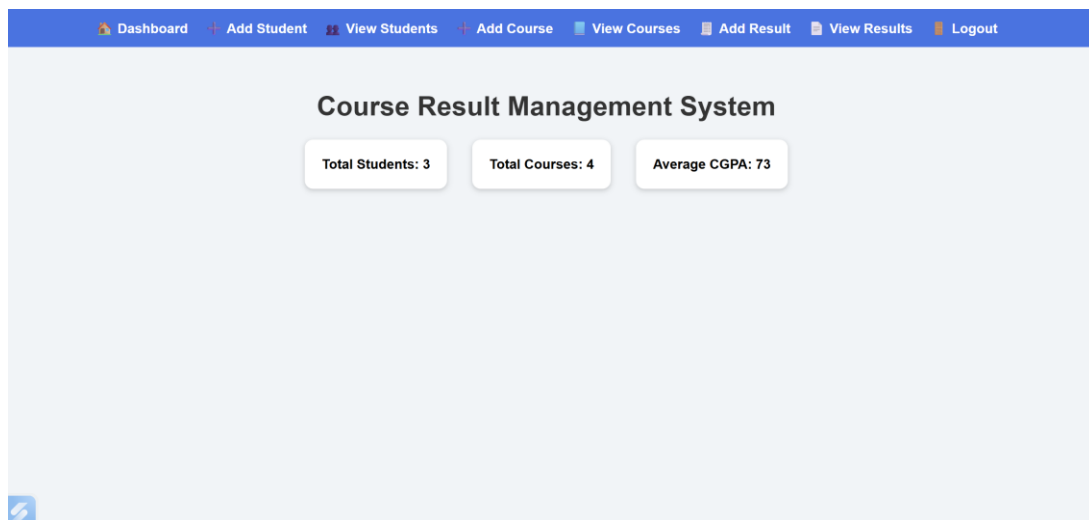 Dashboard Add Student View Students Add Course View Courses Add Result View Results Logout
Course Result Management System
Total Students: 3 Total Courses: 4 Average CGPA: 73